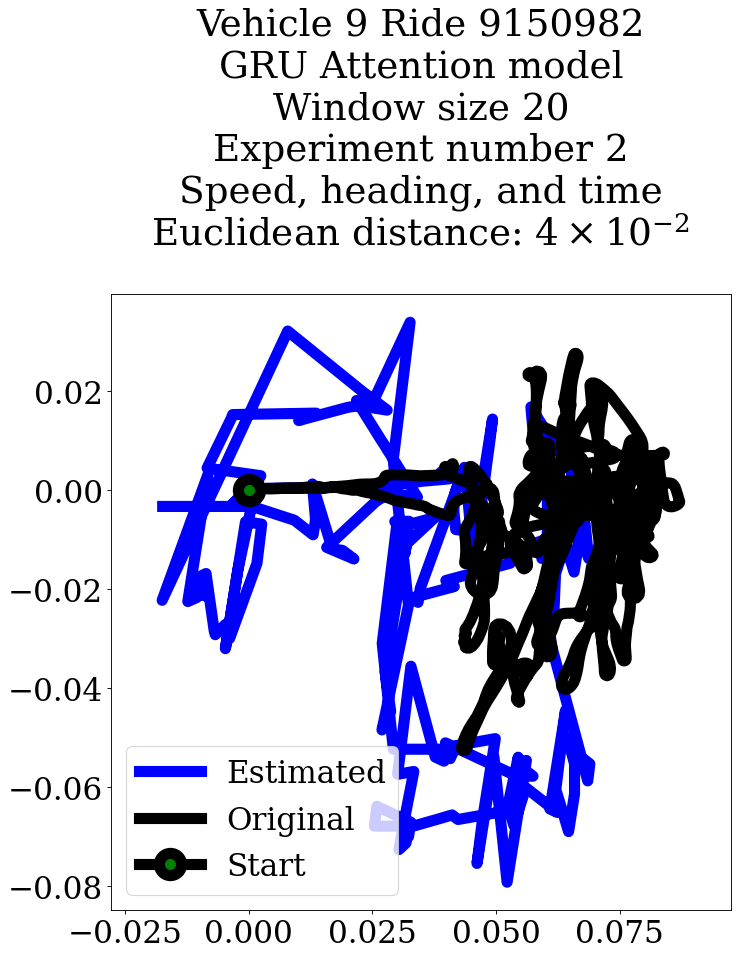 Vehicle 9 Ride 9150982
GRU Attention model
Window size 20
Experiment number 2
Speed, heading, and time
Euclidean distance: 4 × 10⁻²
0.02
0.00
−0.02
−0.04
−0.06
−0.08
Estimated
Original
Start
−0.025 0.000 0.025 0.050 0.075